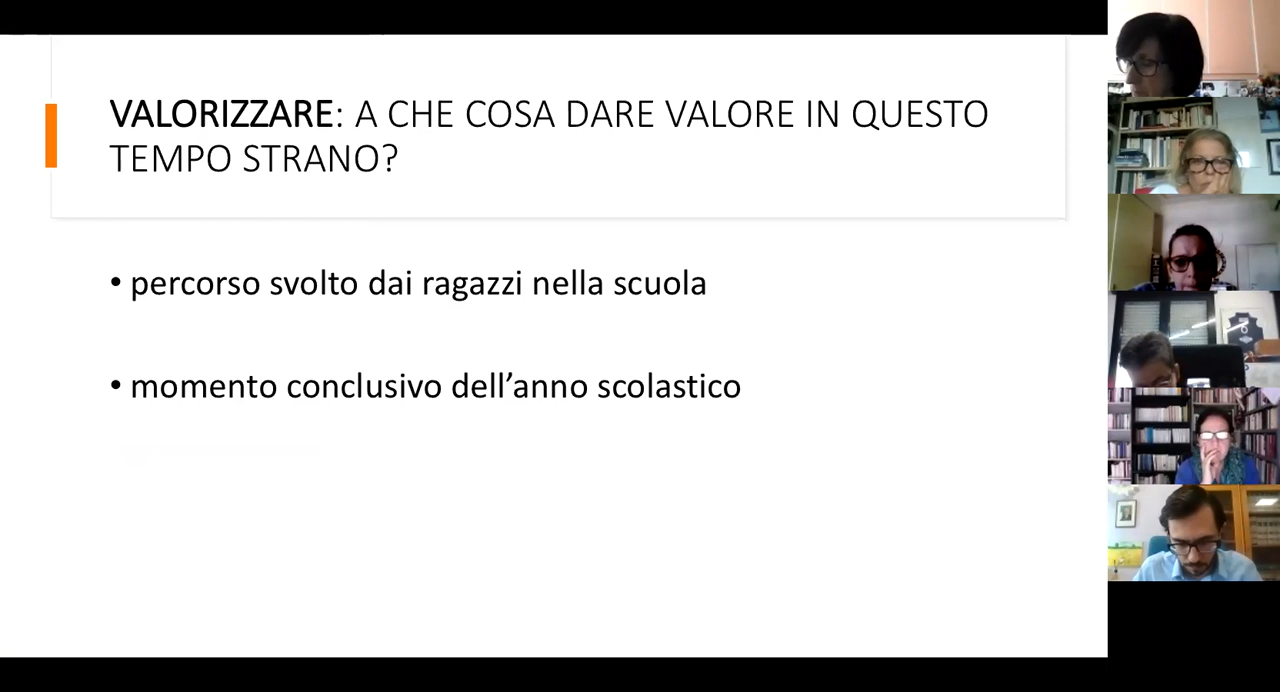 VALORIZZARE: A CHE COSA DARE VALORE IN QUESTO
TEMPO STRANO?
• percorso svolto dai ragazzi nella scuola
• momento conclusivo dell’anno scolastico